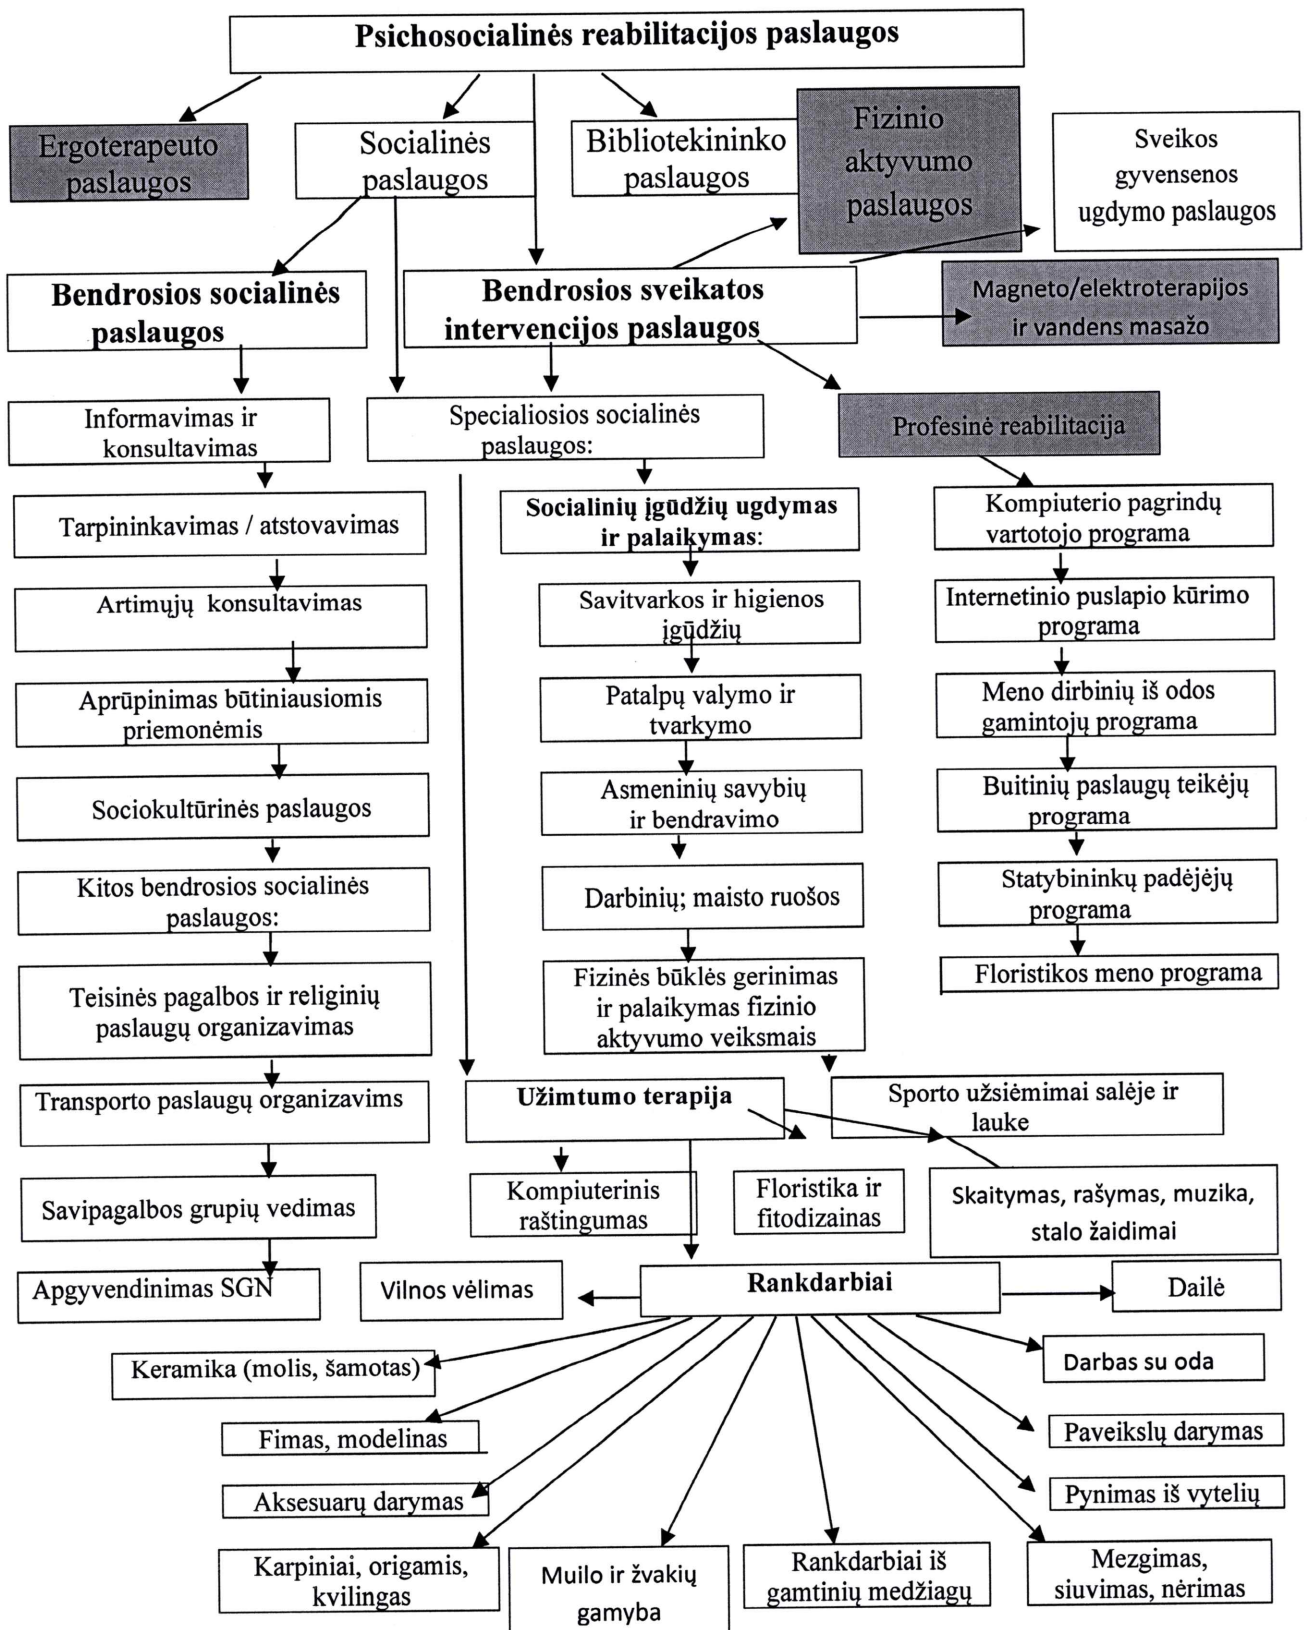 Psichosocialinės reabilitacijos paslaugos
Ergoterapeuto
paslaugos
Socialinės
paslaugos
Bibliotekininko
paslaugos
Fizinio
aktyvumo
paslaugos
Sveikos
gyvensenos
ugdymo paslaugos
Bendrosios socialinės
paslaugos
Bendrosios sveikatos
intervencijos paslaugos
Magneto/elektroterapijos
ir vandens masažo
Informavimas ir
konsultavimas
Specialiosios socialinės
paslaugos:
Profesinė reabilitacija
Tarpininkavimas / atstovavimas
Socialinių įgūdžių ugdymas
ir palaikymas:
Kompiuterio pagrindų
vartotojo programa
Artimųjų konsultavimas
Savitvarkos ir higienos
įgūdžių
Internetinio puslapio kūrimo
programa
Aprūpinimas būtiniausiomis
priemonėmis
Patalpų valymo ir
tvarkymo
Meno dirbinių iš odos
gamintojų programa
Sociokultūrinės paslaugos
Asmeninių savybių
ir bendravimo
Buitinių paslaugų teikėjų
programa
Kitos bendrosios socialinės
paslaugos:
Darbinių; maisto ruošos
Statybininkų padėjėjų
programa
Teisinės pagalbos ir religinių
paslaugų organizavimas
Fizinės būklės gerinimas
ir palaikymas fizinio
aktyvumo veiksmais
Floristikos meno programa
Transporto paslaugų organizavims
Užimtumo terapija
Sporto užsiėmimai salėje ir
lauke
Savipagalbos grupių vedimas
Kompiuterinis
raštingumas
Floristika ir
fitodizainas
Skaitymas, rašymas, muzika,
stalo žaidimai
Apgyvendinimas SGN
Vilnos vėlimas
Rankdarbiai
Dailė
Keramika (molis, šamotas)
Darbas su oda
Fimas, modelinas
Paveikslų darymas
Aksesuarų darymas
Pynimas iš vytelių
Karpiniai, origamis,
kvilingas
Muilo ir žvakių
gamyba
Rankdarbiai iš
gamtinių medžiagų
Mezgimas,
siuvimas, nėrimas